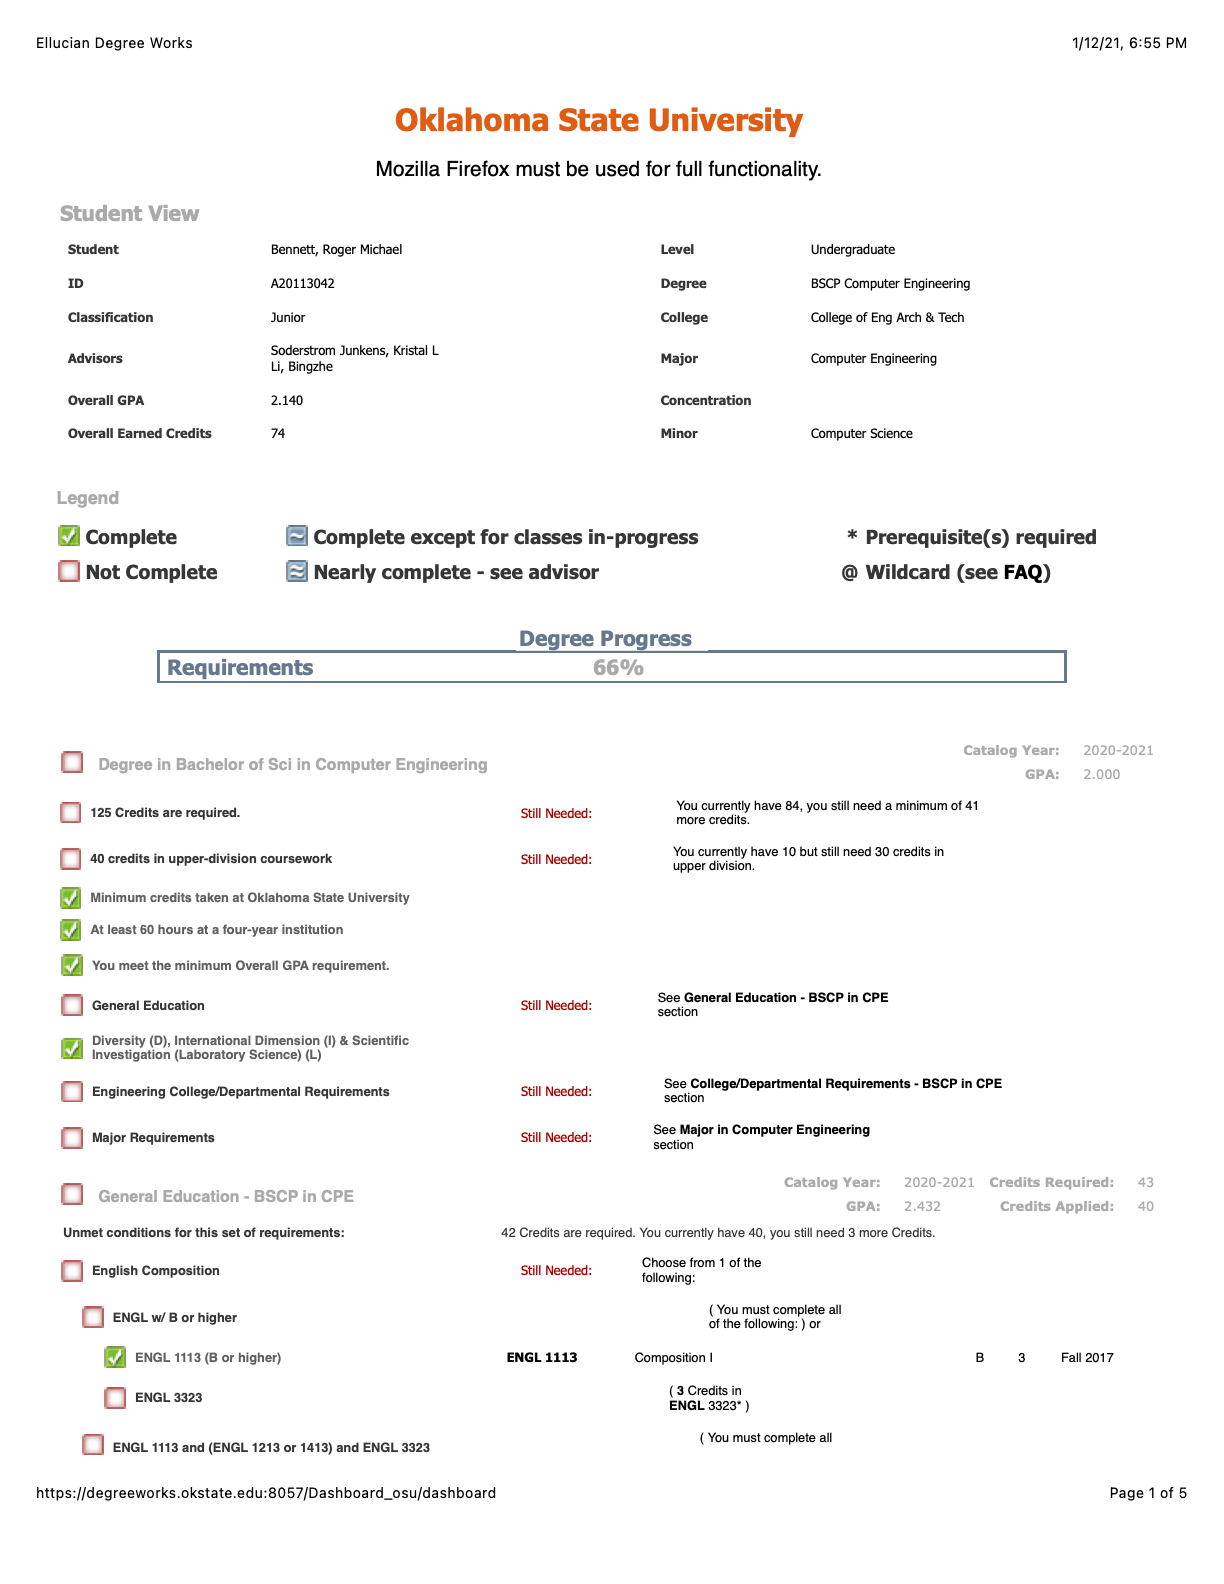 Ellucian Degree Works 1/12/21, 6:55 PM
Oklahoma State University
Mozilla Firefox must be used for full functionality.
Student View
Student Bennett, Roger Michael Level Undergraduate
ID A20113042 Degree BSCP Computer Engineering
Classification Junior College College of Eng Arch & Tech
Advisors Soderstrom Junkens, Kristal L
Li, Bingzhe Major Computer Engineering
Overall GPA 2.140 Concentration
Overall Earned Credits 74 Minor Computer Science
Legend
Complete Complete except for classes in-progress * Prerequisite(s) required
Not Complete Nearly complete - see advisor @ Wildcard (see FAQ)
Degree Progress
Requirements 66%
Degree in Bachelor of Sci in Computer Engineering Catalog Year: 2020-2021
GPA: 2.000
125 Credits are required. Still Needed: You currently have 84, you still need a minimum of 41
more credits.
40 credits in upper-division coursework Still Needed: You currently have 10 but still need 30 credits in
upper division.
Minimum credits taken at Oklahoma State University
At least 60 hours at a four-year institution
You meet the minimum Overall GPA requirement.
General Education Still Needed: See General Education - BSCP in CPE
section
Diversity (D), International Dimension (I) & Scientific
Investigation (Laboratory Science) (L)
Engineering College/Departmental Requirements Still Needed: See College/Departmental Requirements - BSCP in CPE
section
Major Requirements Still Needed: See Major in Computer Engineering
section
General Education - BSCP in CPE Catalog Year: 2020-2021 Credits Required: 43
GPA: 2.432 Credits Applied: 40
Unmet conditions for this set of requirements: 42 Credits are required. You currently have 40, you still need 3 more Credits.
English Composition Still Needed: Choose from 1 of the
following:
ENGL w/ B or higher ( You must complete all
of the following: ) or
ENGL 1113 (B or higher) ENGL 1113 Composition I B 3 Fall 2017
ENGL 3323 ( 3 Credits in
ENGL 3323* )
ENGL 1113 and (ENGL 1213 or 1413) and ENGL 3323 ( You must complete all
https://degreeworks.okstate.edu:8057/Dashboard_osu/dashboard Page 1 of 5